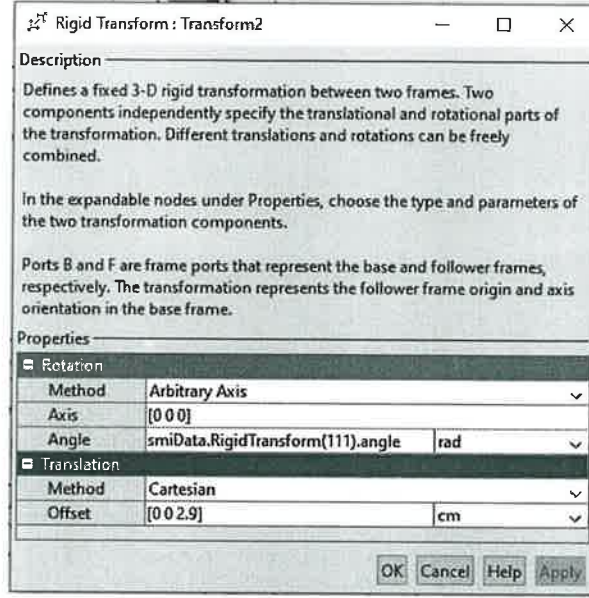 Rigid Transform : Transform2
Description
Defines a fixed 3-D rigid transformation between two frames. Two
components independently specify the translational and rotational parts of
the transformation. Different translations and rotations can be freely
combined.
In the expandable nodes under Properties, choose the type and parameters of
the two transformation components.
Ports B and F are frame ports that represent the base and follower frames,
respectively. The transformation represents the follower frame origin and axis
orientation in the base frame.
Properties
Rotation
Method Arbitrary Axis
Axis [0 0 0]
Angle smiData.RigidTransform(111).angle rad
Translation
Method Cartesian
Offset [0 0 2.9] cm
OK Cancel Help Apply